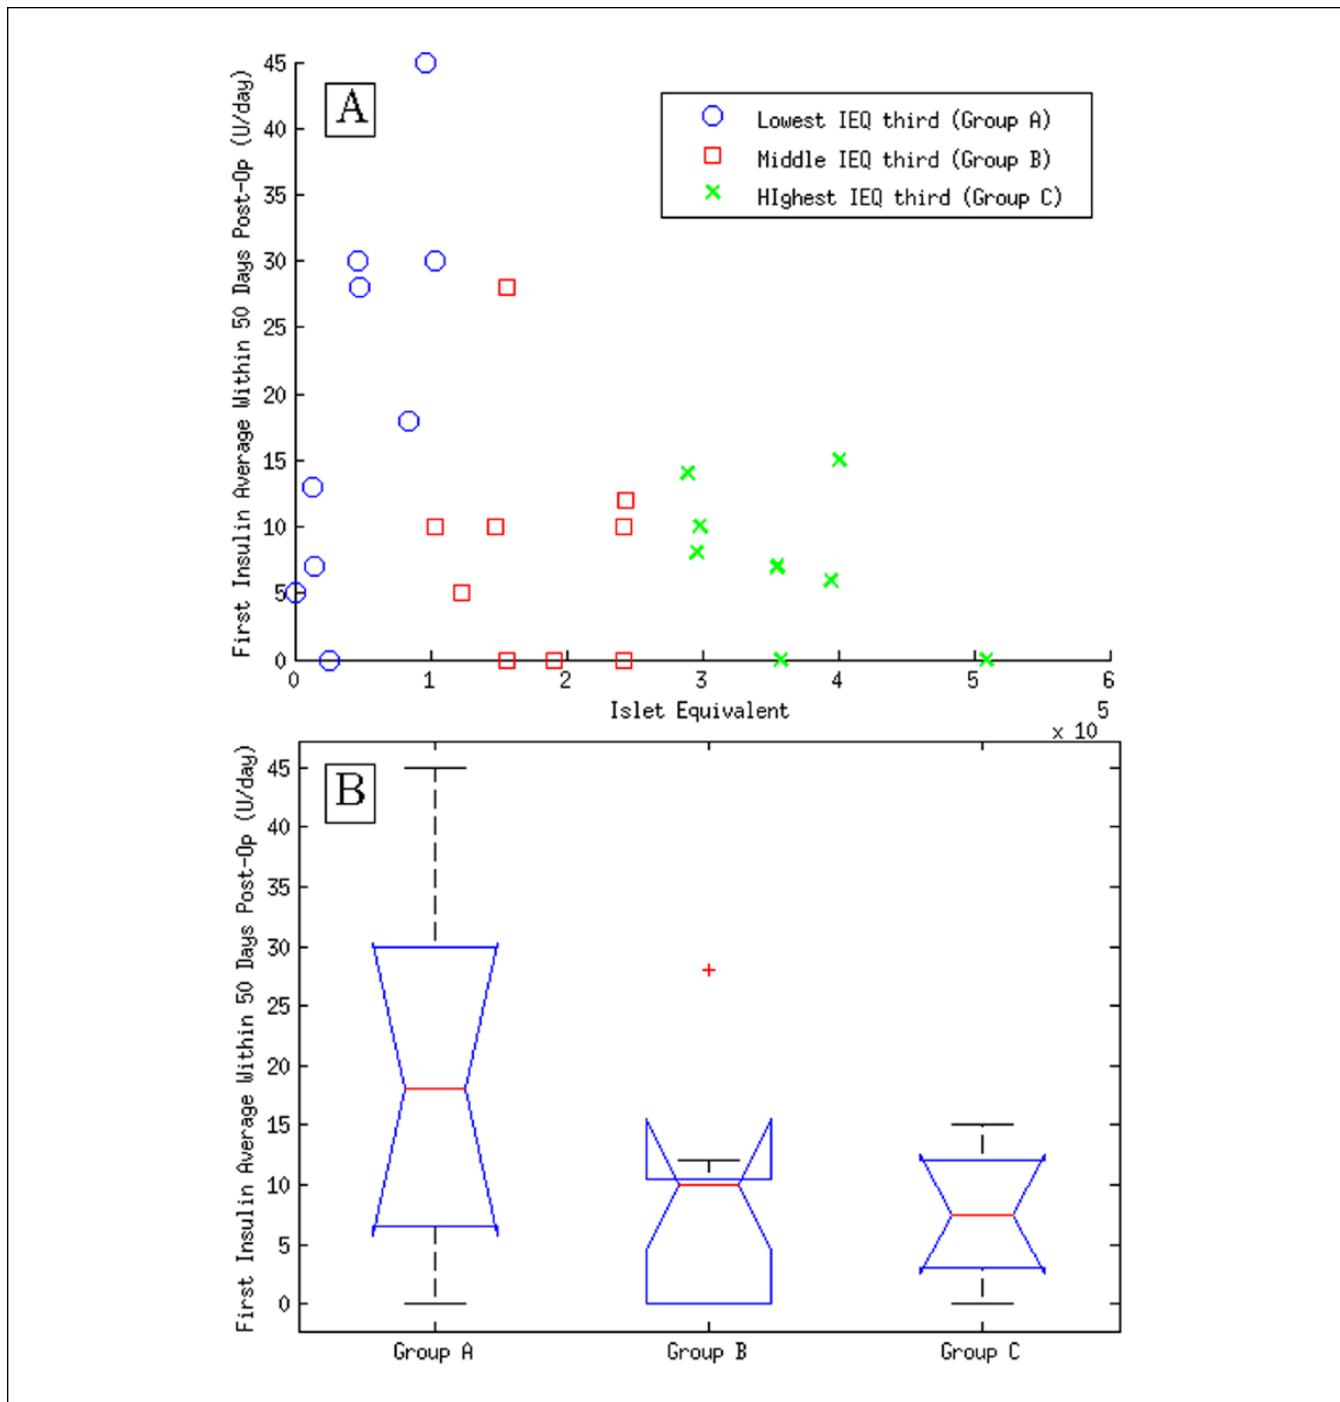 A
Lowest IEQ third (Group A)
Middle IEQ third (Group B)
HIghest IEQ third (Group C)
First Insulin Average Within 50 Days Post-Op (U/day)
45
40
35
30
25
20
15
10
5
0
0 1 2 3 4 5 6
Islet Equivalent
x 10 5
B
First Insulin Average Within 50 Days Post-Op (U/day)
45
40
35
30
25
20
15
10
5
0
Group A Group B Group C